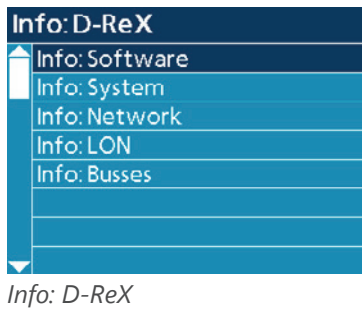 Info: D-ReX
Info: Software
Info: System
Info: Network
Info: LON
Info: Busses
Info: D-ReX